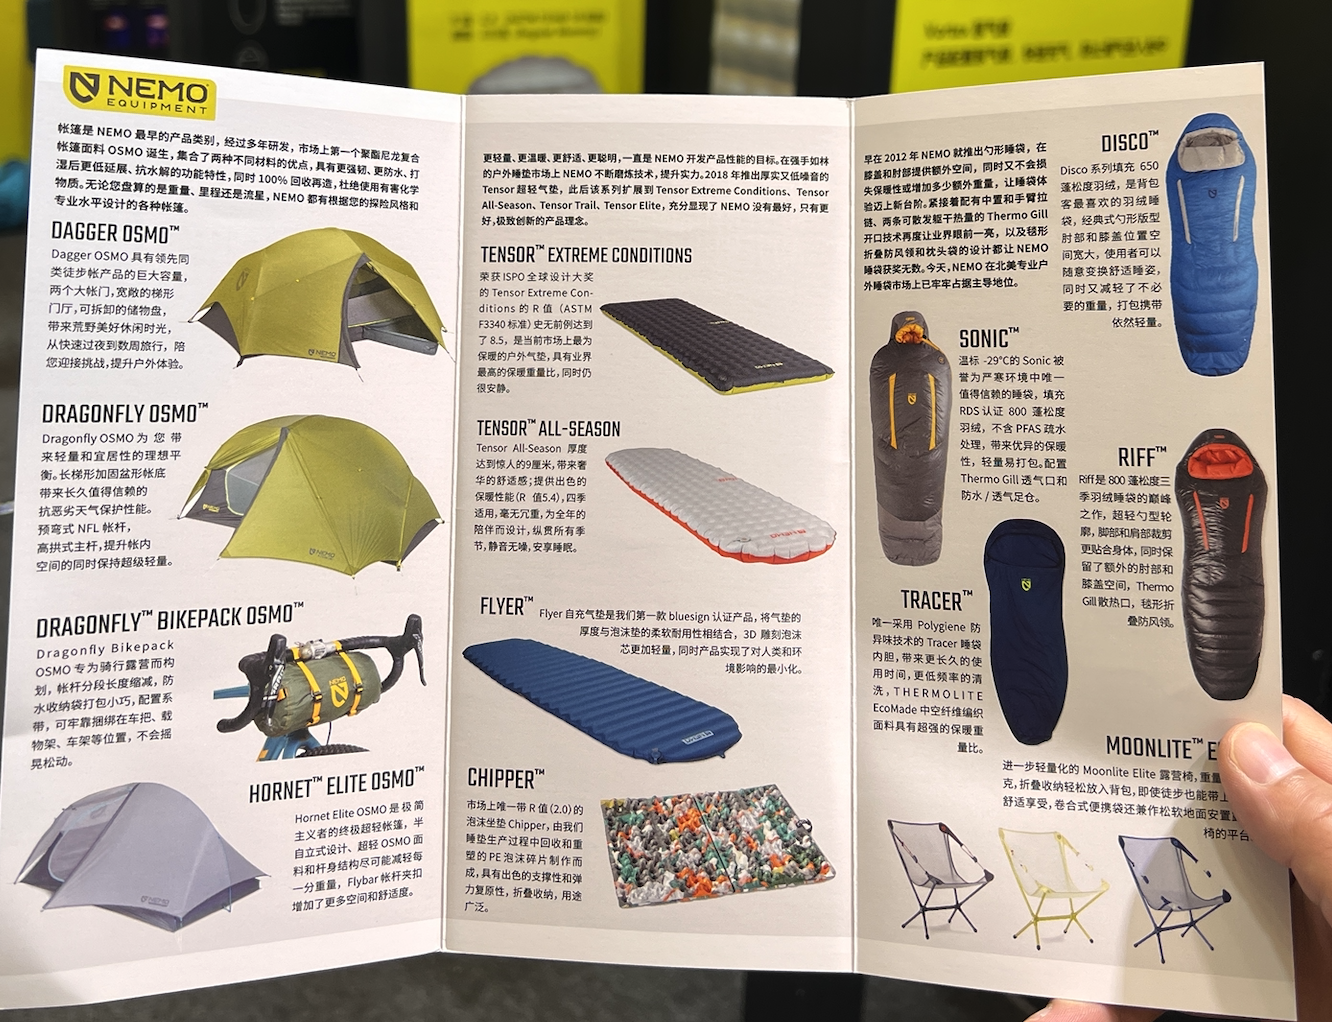 NEMO
EQUIPMENT
帐篷是 NEMO 最早的产品类别，经过多年研发，市场上第一个聚酯尼龙复合
帐篷面料 OSMO 诞生，集合了两种不同材料的优点，具有更强韧、更防水、打
湿后更低延展、抗水解的功能特性，同时 100% 回收再造，杜绝使用有害化学
物质。无论您盘算的是重量、里程还是流星，NEMO 都有根据您的探险风格和
专业水平设计的各种帐篷。
DAGGER OSMO™
Dagger OSMO 具有领先同
类徒步帐产品的巨大容量，
两个大帐门，宽敞的梯形
门厅，可拆卸的储物盘，
带来荒野美好休闲时光，
从快速过夜到数周旅行，陪
您迎接挑战，提升户外体验。
DRAGONFLY OSMO™
Dragonfly OSMO 为 您 带
来轻量和宜居性的理想平
衡。长梯形加固盆形帐底
带来长久值得信赖的
抗恶劣天气保护性能。
预弯式 NFL 帐杆，
高拱式主杆，提升帐内
空间的同时保持超级轻量。
DRAGONFLY™ BIKEPACK OSMO™
Dragonfly Bikepack
OSMO 专为骑行露营而构
划，帐杆分段长度缩减，防
水收纳袋打包小巧，配置系
带，可牢靠捆绑在车把、载
物架、车架等位置，不会摇
晃松动。
HORNET™ ELITE OSMO™
Hornet Elite OSMO 是极简
主义者的终极超轻帐篷，半
自立式设计、超轻 OSMO 面
料和杆身结构尽可能减轻每
一分重量，Flybar 帐杆夹扣
增加了更多空间和舒适度。
更轻量、更温暖、更舒适、更聪明，一直是 NEMO 开发产品性能的目标。在强手如林
的户外睡垫市场上 NEMO 不断磨炼技术，提升实力。2018 年推出厚实又低噪音的
Tensor 超轻气垫，此后该系列扩展到 Tensor Extreme Conditions、Tensor
All-Season、Tensor Trail、Tensor Elite，充分显现了 NEMO 没有最好，只有更
好，极致创新的产品理念。
TENSOR™ EXTREME CONDITIONS
荣获 ISPO 全球设计大奖
的 Tensor Extreme Con-
ditions 的 R 值（ASTM
F3340 标准）史无前例达到
了 8.5，是当前市场上最为
保暖的户外气垫，具有业界
最高的保暖重量比，同时仍
很安静。
TENSOR™ ALL-SEASON
Tensor All-Season 厚度
达到惊人的9厘米，带来奢
华的舒适感；提供出色的
保暖性能（R 值5.4），四季
适用，毫无冗重，为全年的
陪伴而设计，纵贯所有季
节，静音无噪，安享睡眠。
FLYER™
Flyer 自充气垫是我们第一款 bluesign 认证产品，将气垫的
厚度与泡沫垫的柔软耐用性相结合，3D 雕刻泡沫
芯更加轻量，同时产品实现了对人类和环
境影响的最小化。
CHIPPER™
市场上唯一带 R 值（2.0）的
泡沫坐垫 Chipper，由我们
睡垫生产过程中回收和重
塑的 PE 泡沫碎片制作而
成，具有出色的支撑性和弹
力复原性，折叠收纳，用途
广泛。
早在 2012 年 NEMO 就推出勺形睡袋，在
膝盖和肘部提供额外空间，同时又不会损
失保暖性或增加多少额外重量，让睡袋体
验迈上新台阶。紧接着配有中置和手臂拉
链、两条可散发躯干热量的 Thermo Gill
开口技术再度让业界眼前一亮，以及毯形
折叠防风领和枕头袋的设计都让 NEMO
睡袋获奖无数。今天，NEMO 在北美专业户
外睡袋市场上已牢牢占据主导地位。
DISCO™
Disco 系列填充 650
蓬松度羽绒，是背包
客最喜欢的羽绒睡
袋，经典式勺形版型
肘部和膝盖位置空
间宽大，使用者可以
随意变换舒适睡姿，
同时又减轻了不必
要的重量，打包携带
依然轻量。
SONIC™
温标 -29°C的 Sonic 被
誉为严寒环境中唯一
值得信赖的睡袋，填充
RDS 认证 800 蓬松度
羽绒，不含 PFAS 疏水
处理，带来优异的保暖
性，轻量易打包。配置
Thermo Gill 透气口和
防水 / 透气足仓。
RIFF™
Riff是 800 蓬松度三
季羽绒睡袋的巅峰
之作，超轻勺型轮
廓，脚部和肩部裁剪
更贴合身体，同时保
留了额外的肘部和
膝盖空间，Thermo
Gill 散热口，毯形折
叠防风领。
TRACER™
唯一采用 Polygiene 防
异味技术的 Tracer 睡袋
内胆，带来更长久的使
用时间，更低频率的清
洗，THERMOLITE
EcoMade 中空纤维编织
面料具有超强的保暖重
量比。
MOONLITE™ E
进一步轻量化的 Moonlite Elite 露营椅，重量
克，折叠收纳轻松放入背包，即使徒步也能带上
舒适享受，卷合式便携袋还兼作松软地面安置
椅的平台